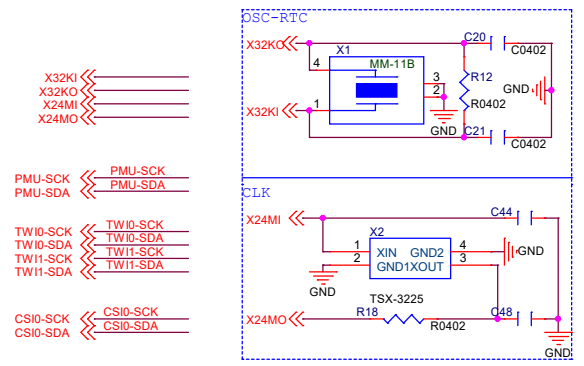 OSC-RTC
X32KO
C20
C0402
X1
MM-11B
4
3
2
1
R12
R0402
GND
GND
X32KI
C21
C0402
X32KI
X32KO
X24MI
X24MO
PMU-SCK PMU-SCK
PMU-SDA PMU-SDA
TWI0-SCK TWI0-SCK
TWI0-SDA TWI0-SDA
TWI1-SCK TWI1-SCK
TWI1-SDA TWI1-SDA
CSI0-SCK CSI0-SCK
CSI0-SDA CSI0-SDA
CLK
X24MI
C44
X2
1 XIN GND2 4
2 GND1XOUT 3
GND
GND
TSX-3225
X24MO
R18
R0402
C48
GND